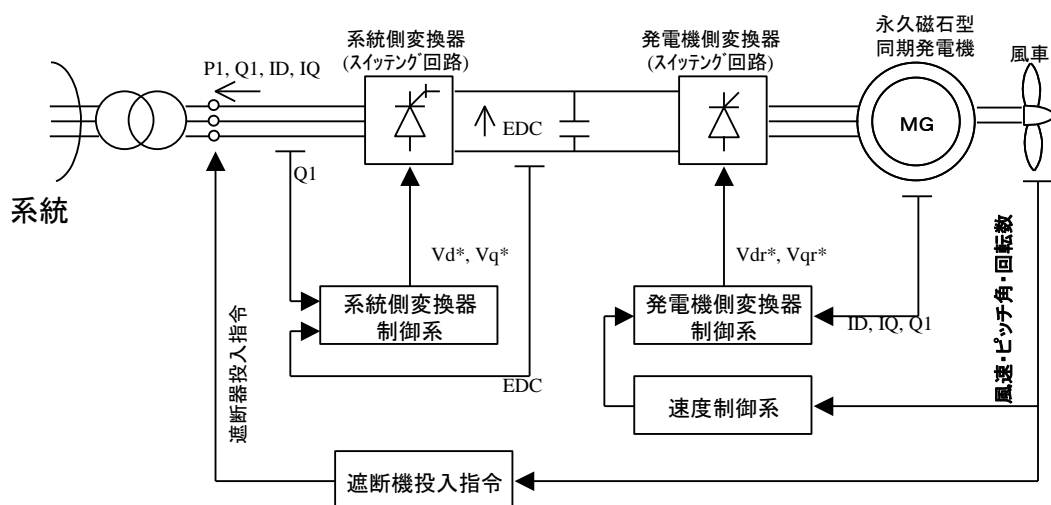 系統側変換器
(スイッテング回路)
発電機側変換器
(スイッテング回路)
永久磁石型
同期発電機
風車
P1, Q1, ID, IQ
EDC
MG
系統
Q1
Vd*, Vq*
Vdr*, Vqr*
系統側変換器
制御系
発電機側変換器
制御系
ID, IQ, Q1
EDC
速度制御系
遮断器投入指令
風速・ピッチ角・回転数
遮断機投入指令